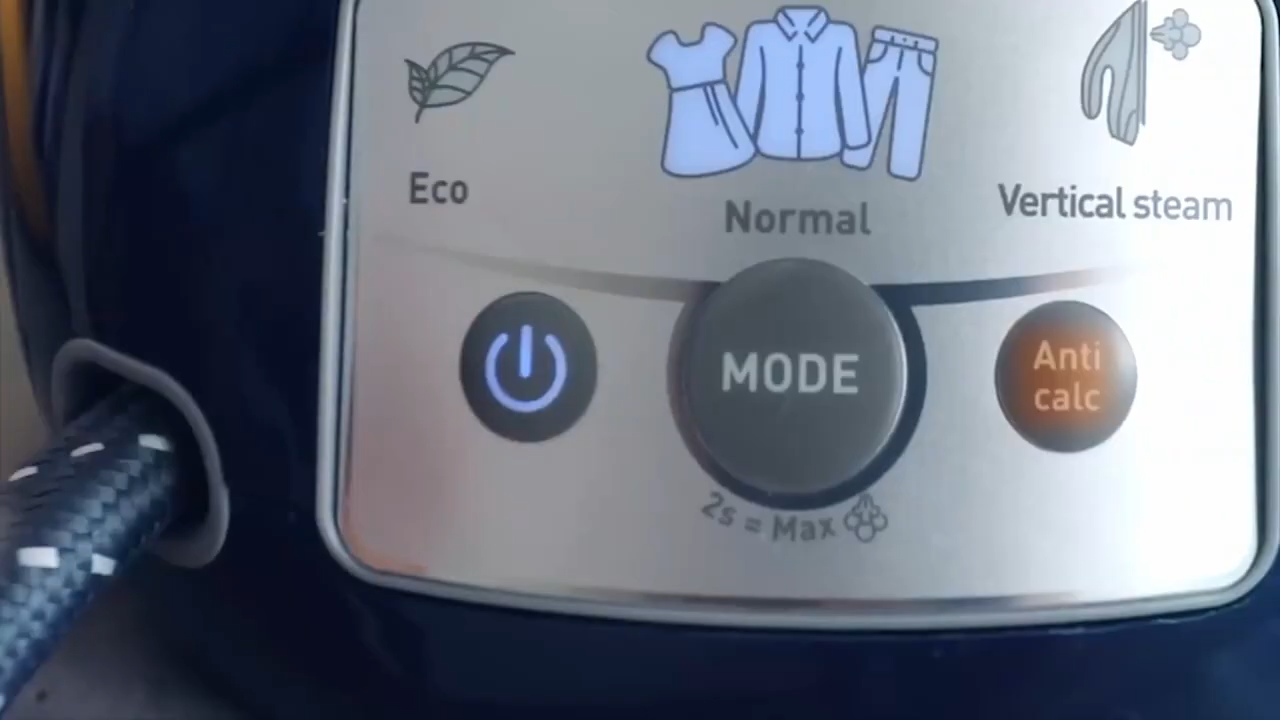 Eco
Normal
Vertical steam
MODE
Anti
calc
2s = Max